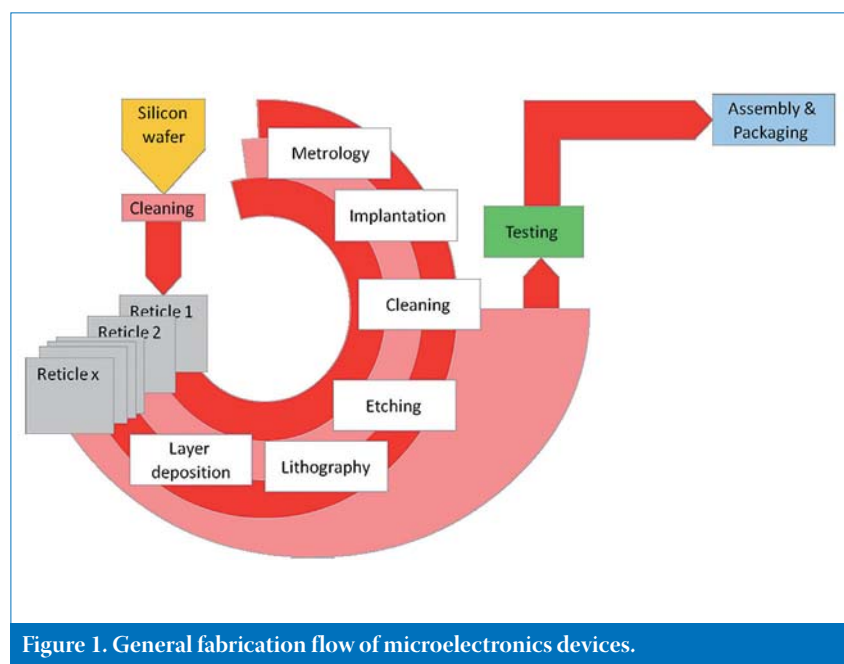 Silicon
wafer
Cleaning
Reticle 1
Reticle 2
Reticle x
Layer
deposition
Lithography
Etching
Cleaning
Implantation
Metrology
Testing
Assembly &
Packaging
Figure 1. General fabrication flow of microelectronics devices.